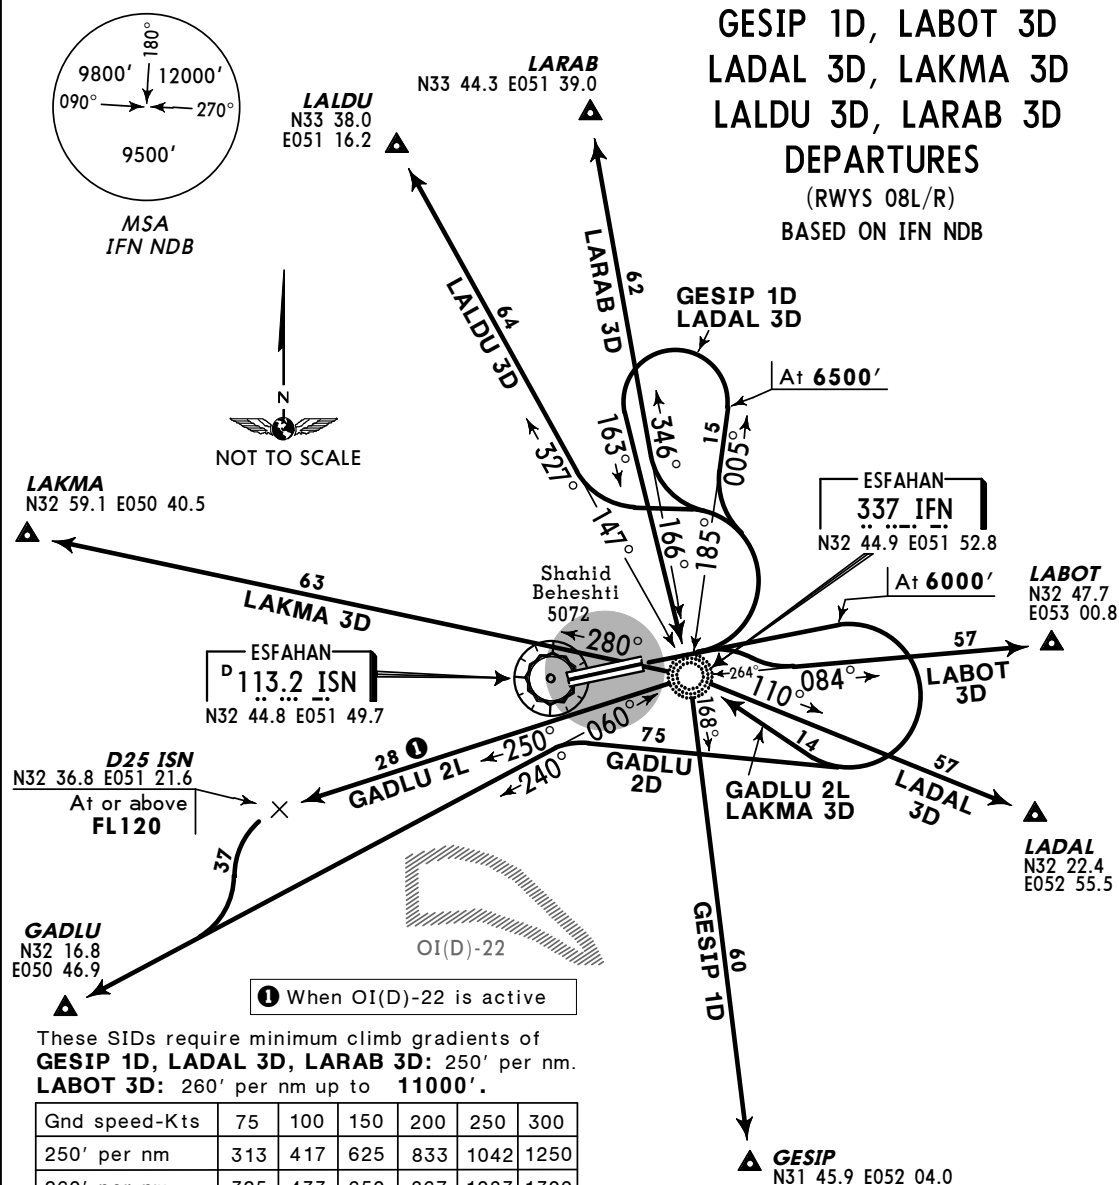 GESIP 1D, LABOT 3D
LADAL 3D, LAKMA 3D
LALDU 3D, LARAB 3D
DEPARTURES
(RWYS 08L/R)
BASED ON IFN NDB
180°
9800' 12000'
090° 270°
9500'
MSA
IFN NDB
LARAB
N33 44.3 E051 39.0
LALDU
N33 38.0
E051 16.2
N
NOT TO SCALE
LARAB 3D
62
LALDU 3D
64
GESIP 1D
LADAL 3D
At 6500'
15
005°
346°
163°
327°
147°
166°
185°
LAKMA
N32 59.1 E050 40.5
63
LAKMA 3D
ESFAHAN
337 IFN
N32 44.9 E051 52.8
At 6000'
LABOT
N32 47.7
E053 00.8
57
LABOT
3D
Shahid
Beheshti
5072
280°
ESFAHAN
D 113.2 ISN
N32 44.8 E051 49.7
264°
084°
110°
168°
060°
250°
240°
75
GADLU
2D
14
GADLU 2L
LAKMA 3D
57
LADAL
3D
LADAL
N32 22.4
E052 55.5
28 1
GADLU 2L
D25 ISN
N32 36.8 E051 21.6
At or above
FL120
37
GADLU
N32 16.8
E050 46.9
OI(D)-22
GESIP 1D
60
GESIP
N31 45.9 E052 04.0
1 When OI(D)-22 is active
These SIDs require minimum climb gradients of
GESIP 1D, LADAL 3D, LARAB 3D: 250' per nm.
LABOT 3D: 260' per nm up to 11000'.
Gnd speed-Kts 75 100 150 200 250 300
250' per nm 313 417 625 833 1042 1250